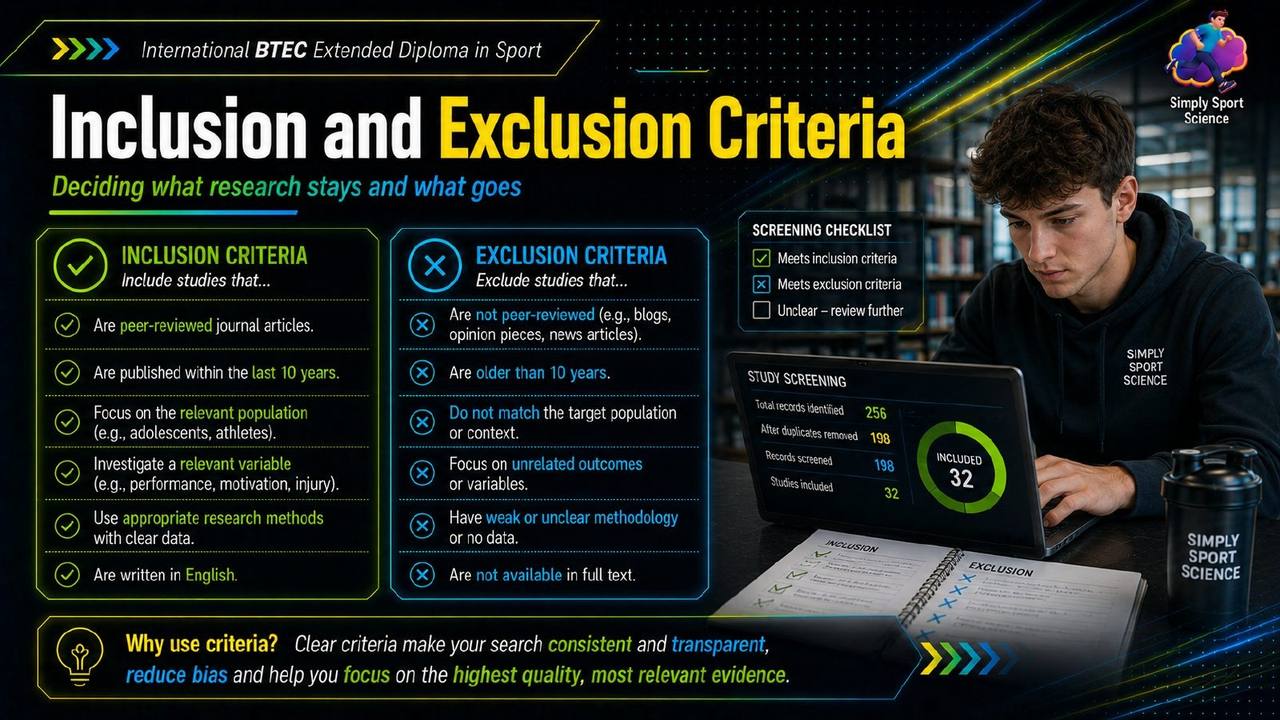 International BTEC Extended Diploma in Sport
Simply Sport
Science
Inclusion and Exclusion Criteria
Deciding what research stays and what goes
INCLUSION CRITERIA
Include studies that...
Are peer-reviewed journal articles.
Are published within the last 10 years.
Focus on the relevant population
(e.g., adolescents, athletes).
Investigate a relevant variable
(e.g., performance, motivation, injury).
Use appropriate research methods
with clear data.
Are written in English.
EXCLUSION CRITERIA
Exclude studies that...
Are not peer-reviewed (e.g., blogs,
opinion pieces, news articles).
Are older than 10 years.
Do not match the target population
or context.
Focus on unrelated outcomes
or variables.
Have weak or unclear methodology
or no data.
Are not available in full text.
SCREENING CHECKLIST
Meets inclusion criteria
Meets exclusion criteria
Unclear – review further
STUDY SCREENING
Total records identified 256
After duplicates removed 198
Records screened 198
Studies included 32
INCLUDED
32
SIMPLY
SPORT
SCIENCE
SIMPLY
SPORT
SCIENCE
INCLUSION
EXCLUSION
Why use criteria? Clear criteria make your search consistent and transparent,
reduce bias and help you focus on the highest quality, most relevant evidence.